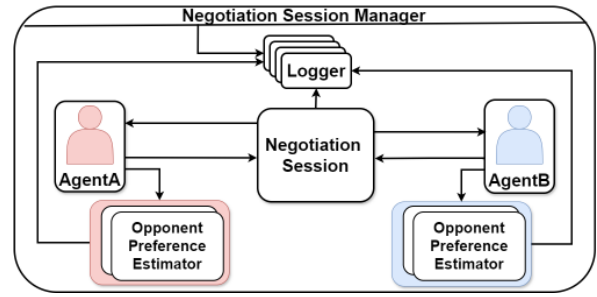 Negotiation Session Manager
Logger
Negotiation
Session
AgentA
AgentB
Opponent
Preference
Estimator
Opponent
Preference
Estimator